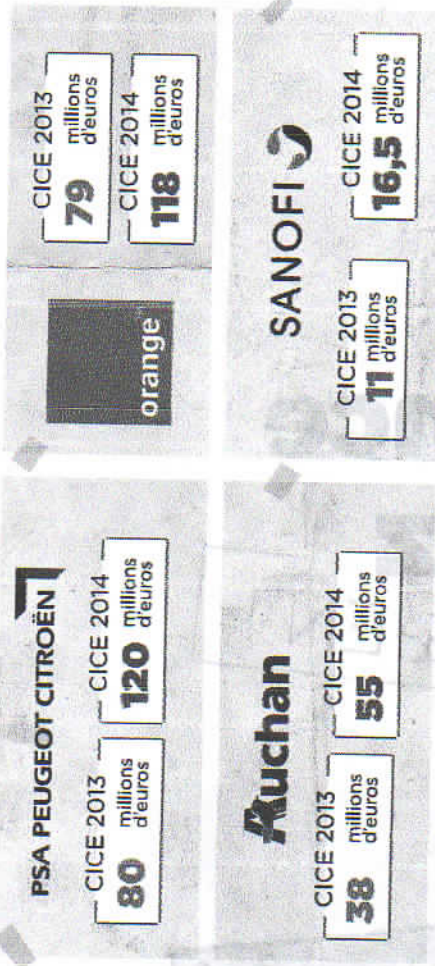 PSA PEUGEOT CITROËN
CICE 2013
80 millions
d'euros
CICE 2014
120 millions
d'euros
orange
CICE 2013
79 millions
d'euros
CICE 2014
118 millions
d'euros
Auchan
CICE 2013
38 millions
d'euros
CICE 2014
55 millions
d'euros
SANOFI
CICE 2013
11 millions
d'euros
CICE 2014
16,5 millions
d'euros